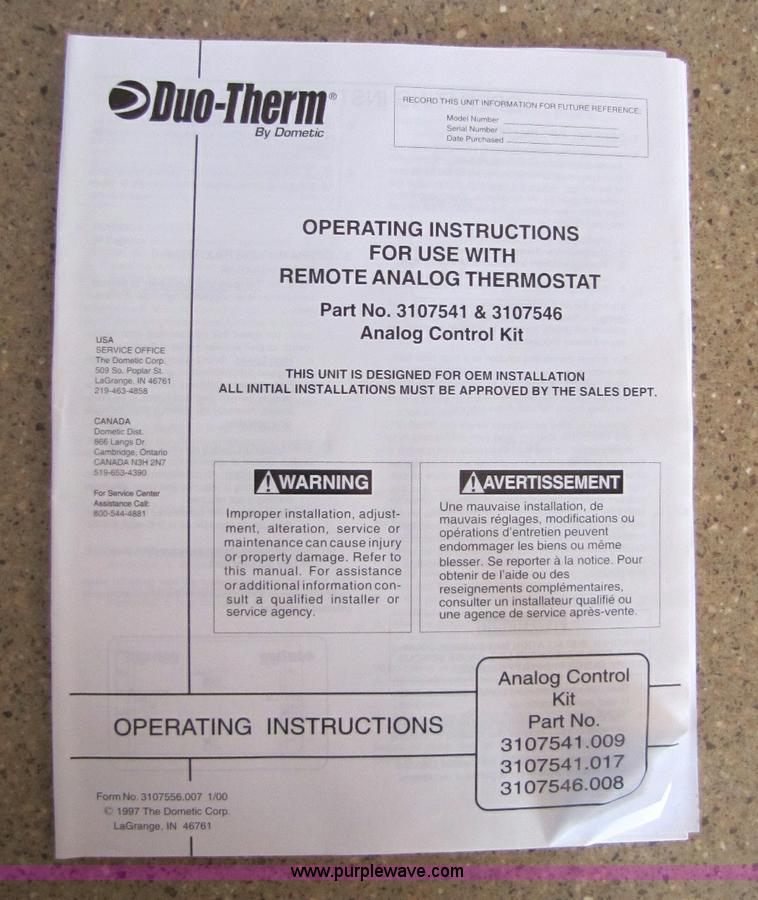 Duo-Therm®
By Dometic
RECORD THIS UNIT INFORMATION FOR FUTURE REFERENCE:
Model Number
Serial Number
Date Purchased
OPERATING INSTRUCTIONS
FOR USE WITH
REMOTE ANALOG THERMOSTAT
Part No. 3107541 & 3107546
Analog Control Kit
THIS UNIT IS DESIGNED FOR OEM INSTALLATION
ALL INITIAL INSTALLATIONS MUST BE APPROVED BY THE SALES DEPT.
USA
SERVICE OFFICE
The Dometic Corp.
509 So. Poplar St.
LaGrange, IN 46761
219-463-4858
CANADA
Dometic Dist.
866 Langs Dr.
Cambridge, Ontario
CANADA N3H 2N7
519-653-4390
For Service Center
Assistance Call:
800-544-4881
WARNING
Improper installation, adjust-
ment, alteration, service or
maintenance can cause injury
or property damage. Refer to
this manual. For assistance
or additional information con-
sult a qualified installer or
service agency.
AVERTISSEMENT
Une mauvaise installation, de
mauvais réglages, modifications ou
opérations d'entretien peuvent
endommager les biens ou même
blesser. Se reporter à la notice. Pour
obtenir de l'aide ou des
reseignements complémentaires,
consulter un installateur qualifié ou
une agence de service après-vente.
OPERATING INSTRUCTIONS
Analog Control
Kit
Part No.
3107541.009
3107541.017
3107546.008
Form No. 3107556.007 1/00
© 1997 The Dometic Corp.
LaGrange, IN 46761
www.purplewave.com